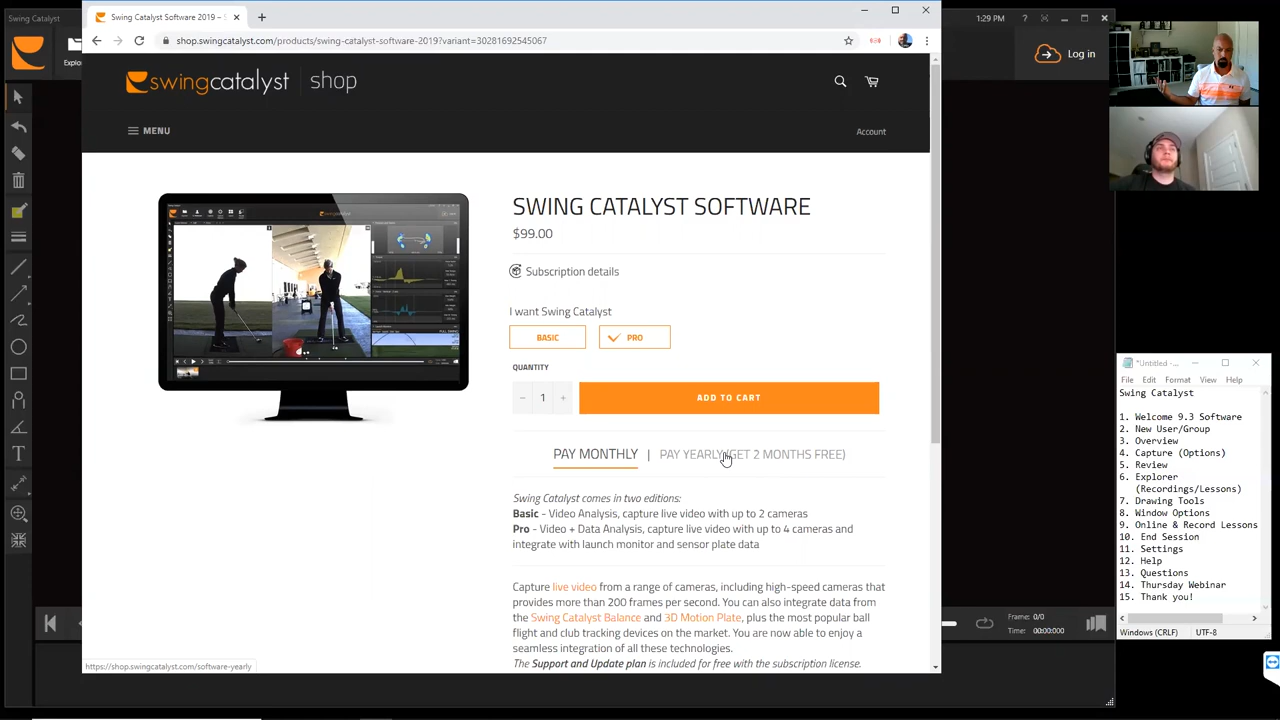 Swing Catalyst
Swing Catalyst Software 2019 –
1:29 PM
shop.swingcatalyst.com/products/swing-catalyst-software-2019?variant=30281692545067
Explo
Log in
swingcatalyst | shop
MENU
Account
SWING CATALYST SOFTWARE
$99.00
Subscription details
I want Swing Catalyst
BASIC
PRO
QUANTITY
− 1 +
ADD TO CART
PAY MONTHLY | PAY YEARLY (GET 2 MONTHS FREE)
Swing Catalyst comes in two editions:
Basic - Video Analysis, capture live video with up to 2 cameras
Pro - Video + Data Analysis, capture live video with up to 4 cameras and
integrate with launch monitor and sensor plate data
Capture live video from a range of cameras, including high-speed cameras that
provides more than 200 frames per second. You can also integrate data from
the Swing Catalyst Balance and 3D Motion Plate, plus the most popular ball
flight and club tracking devices on the market. You are now able to enjoy a
seamless integration of all these technologies.
The Support and Update plan is included for free with the subscription license.
https://shop.swingcatalyst.com/software-yearly
Frame: 0/0
Time: 00:00:000
*Untitled -...
File Edit Format View Help
Swing Catalyst
1. Welcome 9.3 Software
2. New User/Group
3. Overview
4. Capture (Options)
5. Review
6. Explorer
(Recordings/Lessons)
7. Drawing Tools
8. Window Options
9. Online & Record Lessons
10. End Session
11. Settings
12. Help
13. Questions
14. Thursday Webinar
15. Thank you!
Windows (CRLF) UTF-8